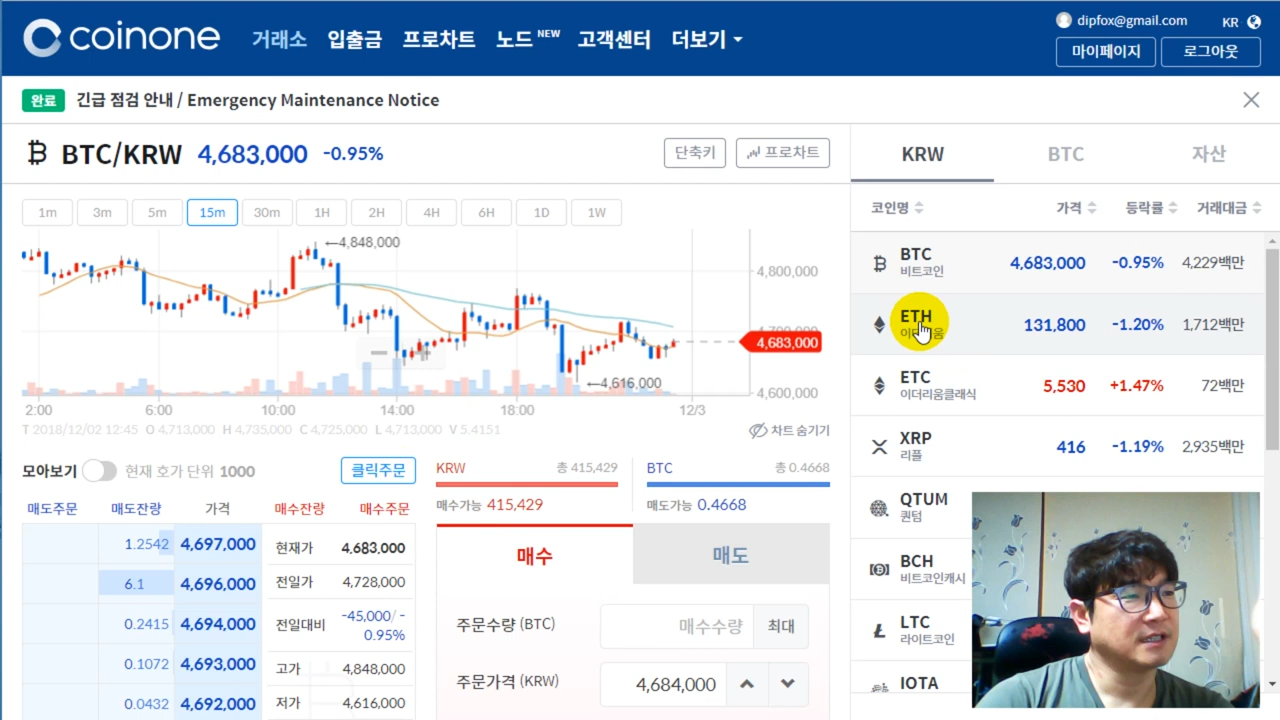 coinone 거래소 입출금 프로차트 노드 NEW 고객센터 더보기
dipfox@gmail.com KR
마이페이지 로그아웃
완료 긴급 점검 안내 / Emergency Maintenance Notice
BTC/KRW 4,683,000 -0.95%
단축키 프로차트
1m 3m 5m 15m 30m 1H 2H 4H 6H 1D 1W
←4,848,000
4,800,000
4,700,000
4,683,000
←4,616,000
4,600,000
2:00 6:00 10:00 14:00 18:00 12/3
T 2018/12/02 12:45 O 4,713,000 H 4,735,000 C 4,725,000 L 4,713,000 V 5.4151
차트 숨기기
모아보기 현재 호가 단위 1000 클릭주문
매도주문 매도잔량 가격 매수잔량 매수주문
1.2542 4,697,000
6.1 4,696,000
0.2415 4,694,000
0.1072 4,693,000
0.0432 4,692,000
현재가 4,683,000
전일가 4,728,000
전일대비 -45,000/ -
0.95%
고가 4,848,000
저가 4,616,000
KRW 총 415,429
매수가능 415,429
BTC 총 0.4668
매도가능 0.4668
매수 매도
주문수량 (BTC) 매수수량 최대
주문가격 (KRW) 4,684,000
KRW BTC 자산
코인명 가격 등락률 거래대금
BTC 4,683,000 -0.95% 4,229백만
비트코인
ETH 131,800 -1.20% 1,712백만
ETC 5,530 +1.47% 72백만
이더리움클래식
XRP 416 -1.19% 2,935백만
리플
QTUM
퀀텀
BCH
비트코인캐시
LTC
라이트코인
IOTA